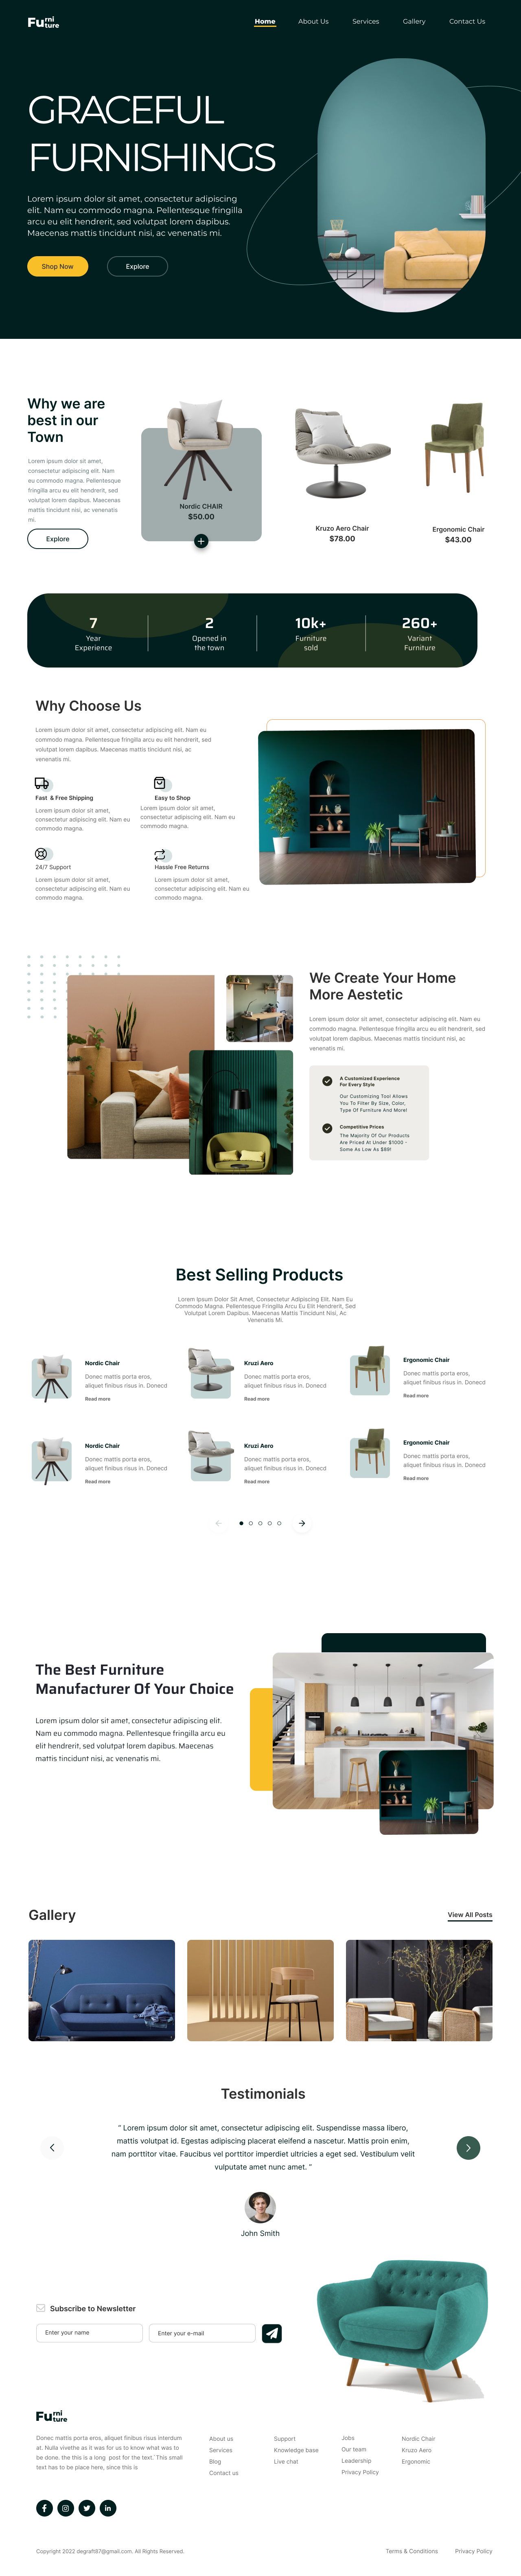 Furni
ture
Home
About Us
Services
Gallery
Contact Us
GRACEFUL
FURNISHINGS
Lorem ipsum dolor sit amet, consectetur adipiscing
elit. Nam eu commodo magna. Pellentesque fringilla
arcu eu elit hendrerit, sed volutpat lorem dapibus.
Maecenas mattis tincidunt nisi, ac venenatis mi.
Shop Now
Explore
Why we are
best in our
Town
Lorem ipsum dolor sit amet,
consectetur adipiscing elit. Nam
eu commodo magna. Pellentesque
fringilla arcu eu elit hendrerit, sed
volutpat lorem dapibus. Maecenas
mattis tincidunt nisi, ac venenatis
mi.
Explore
Nordic CHAIR
$50.00
Kruzo Aero Chair
$78.00
Ergonomic Chair
$43.00
7
Year
Experience
2
Opened in
the town
10k+
Furniture
sold
260+
Variant
Furniture
Why Choose Us
Lorem ipsum dolor sit amet, consectetur adipiscing elit. Nam eu
commodo magna. Pellentesque fringilla arcu eu elit hendrerit, sed
volutpat lorem dapibus. Maecenas mattis tincidunt nisi, ac
venenatis mi.
Fast & Free Shipping
Lorem ipsum dolor sit amet,
consectetur adipiscing elit. Nam eu
commodo magna.
Easy to Shop
Lorem ipsum dolor sit amet,
consectetur adipiscing elit. Nam eu
commodo magna.
24/7 Support
Lorem ipsum dolor sit amet,
consectetur adipiscing elit. Nam eu
commodo magna.
Hassle Free Returns
Lorem ipsum dolor sit amet,
consectetur adipiscing elit. Nam eu
commodo magna.
We Create Your Home
More Aestetic
Lorem ipsum dolor sit amet, consectetur adipiscing elit. Nam eu
commodo magna. Pellentesque fringilla arcu eu elit hendrerit, sed
volutpat lorem dapibus. Maecenas mattis tincidunt nisi, ac
venenatis mi.
A Customized Experience
For Every Style
Our Customizing Tool Allows
You To Filter By Size, Color,
Type Of Furniture And More!
Competitive Prices
The Majority Of Our Products
Are Priced At Under $1000 -
Some As Low As $89!
Best Selling Products
Lorem Ipsum Dolor Sit Amet, Consectetur Adipiscing Elit. Nam Eu
Commodo Magna. Pellentesque Fringilla Arcu Eu Elit Hendrerit, Sed
Volutpat Lorem Dapibus. Maecenas Mattis Tincidunt Nisi, Ac
Venenatis Mi.
Nordic Chair
Donec mattis porta eros,
aliquet finibus risus in. Donecd
Read more
Kruzi Aero
Donec mattis porta eros,
aliquet finibus risus in. Donecd
Read more
Ergonomic Chair
Donec mattis porta eros,
aliquet finibus risus in. Donecd
Read more
Nordic Chair
Donec mattis porta eros,
aliquet finibus risus in. Donecd
Read more
Kruzi Aero
Donec mattis porta eros,
aliquet finibus risus in. Donecd
Read more
Ergonomic Chair
Donec mattis porta eros,
aliquet finibus risus in. Donecd
Read more
The Best Furniture
Manufacturer Of Your Choice
Lorem ipsum dolor sit amet, consectetur adipiscing elit.
Nam eu commodo magna. Pellentesque fringilla arcu eu
elit hendrerit, sed volutpat lorem dapibus. Maecenas
mattis tincidunt nisi, ac venenatis mi.
Gallery
View All Posts
Testimonials
" Lorem ipsum dolor sit amet, consectetur adipiscing elit. Suspendisse massa libero,
mattis volutpat id. Egestas adipiscing placerat eleifend a nascetur. Mattis proin enim,
nam porttitor vitae. Faucibus vel porttitor imperdiet ultricies a eget sed. Vestibulum velit
vulputate amet nunc amet. "
John Smith
Subscribe to Newsletter
Enter your name
Enter your e-mail
Furni
ture
Donec mattis porta eros, aliquet finibus risus interdum
at. Nulla vivethe as it was for us to know what was to
be done. the this is a long post for the text.`This small
text has to be place here, since this is
About us
Services
Blog
Contact us
Support
Knowledge base
Live chat
Jobs
Our team
Leadership
Privacy Policy
Nordic Chair
Kruzo Aero
Ergonomic
Copyright 2022 degraft87@gmail.com. All Rights Reserved.
Terms & Conditions
Privacy Policy